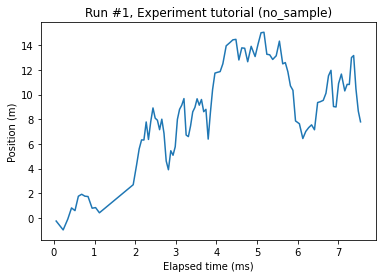 Run #1, Experiment tutorial (no_sample)
Position (m)
14
12
10
8
6
4
2
0
0 1 2 3 4 5 6 7
Elapsed time (ms)